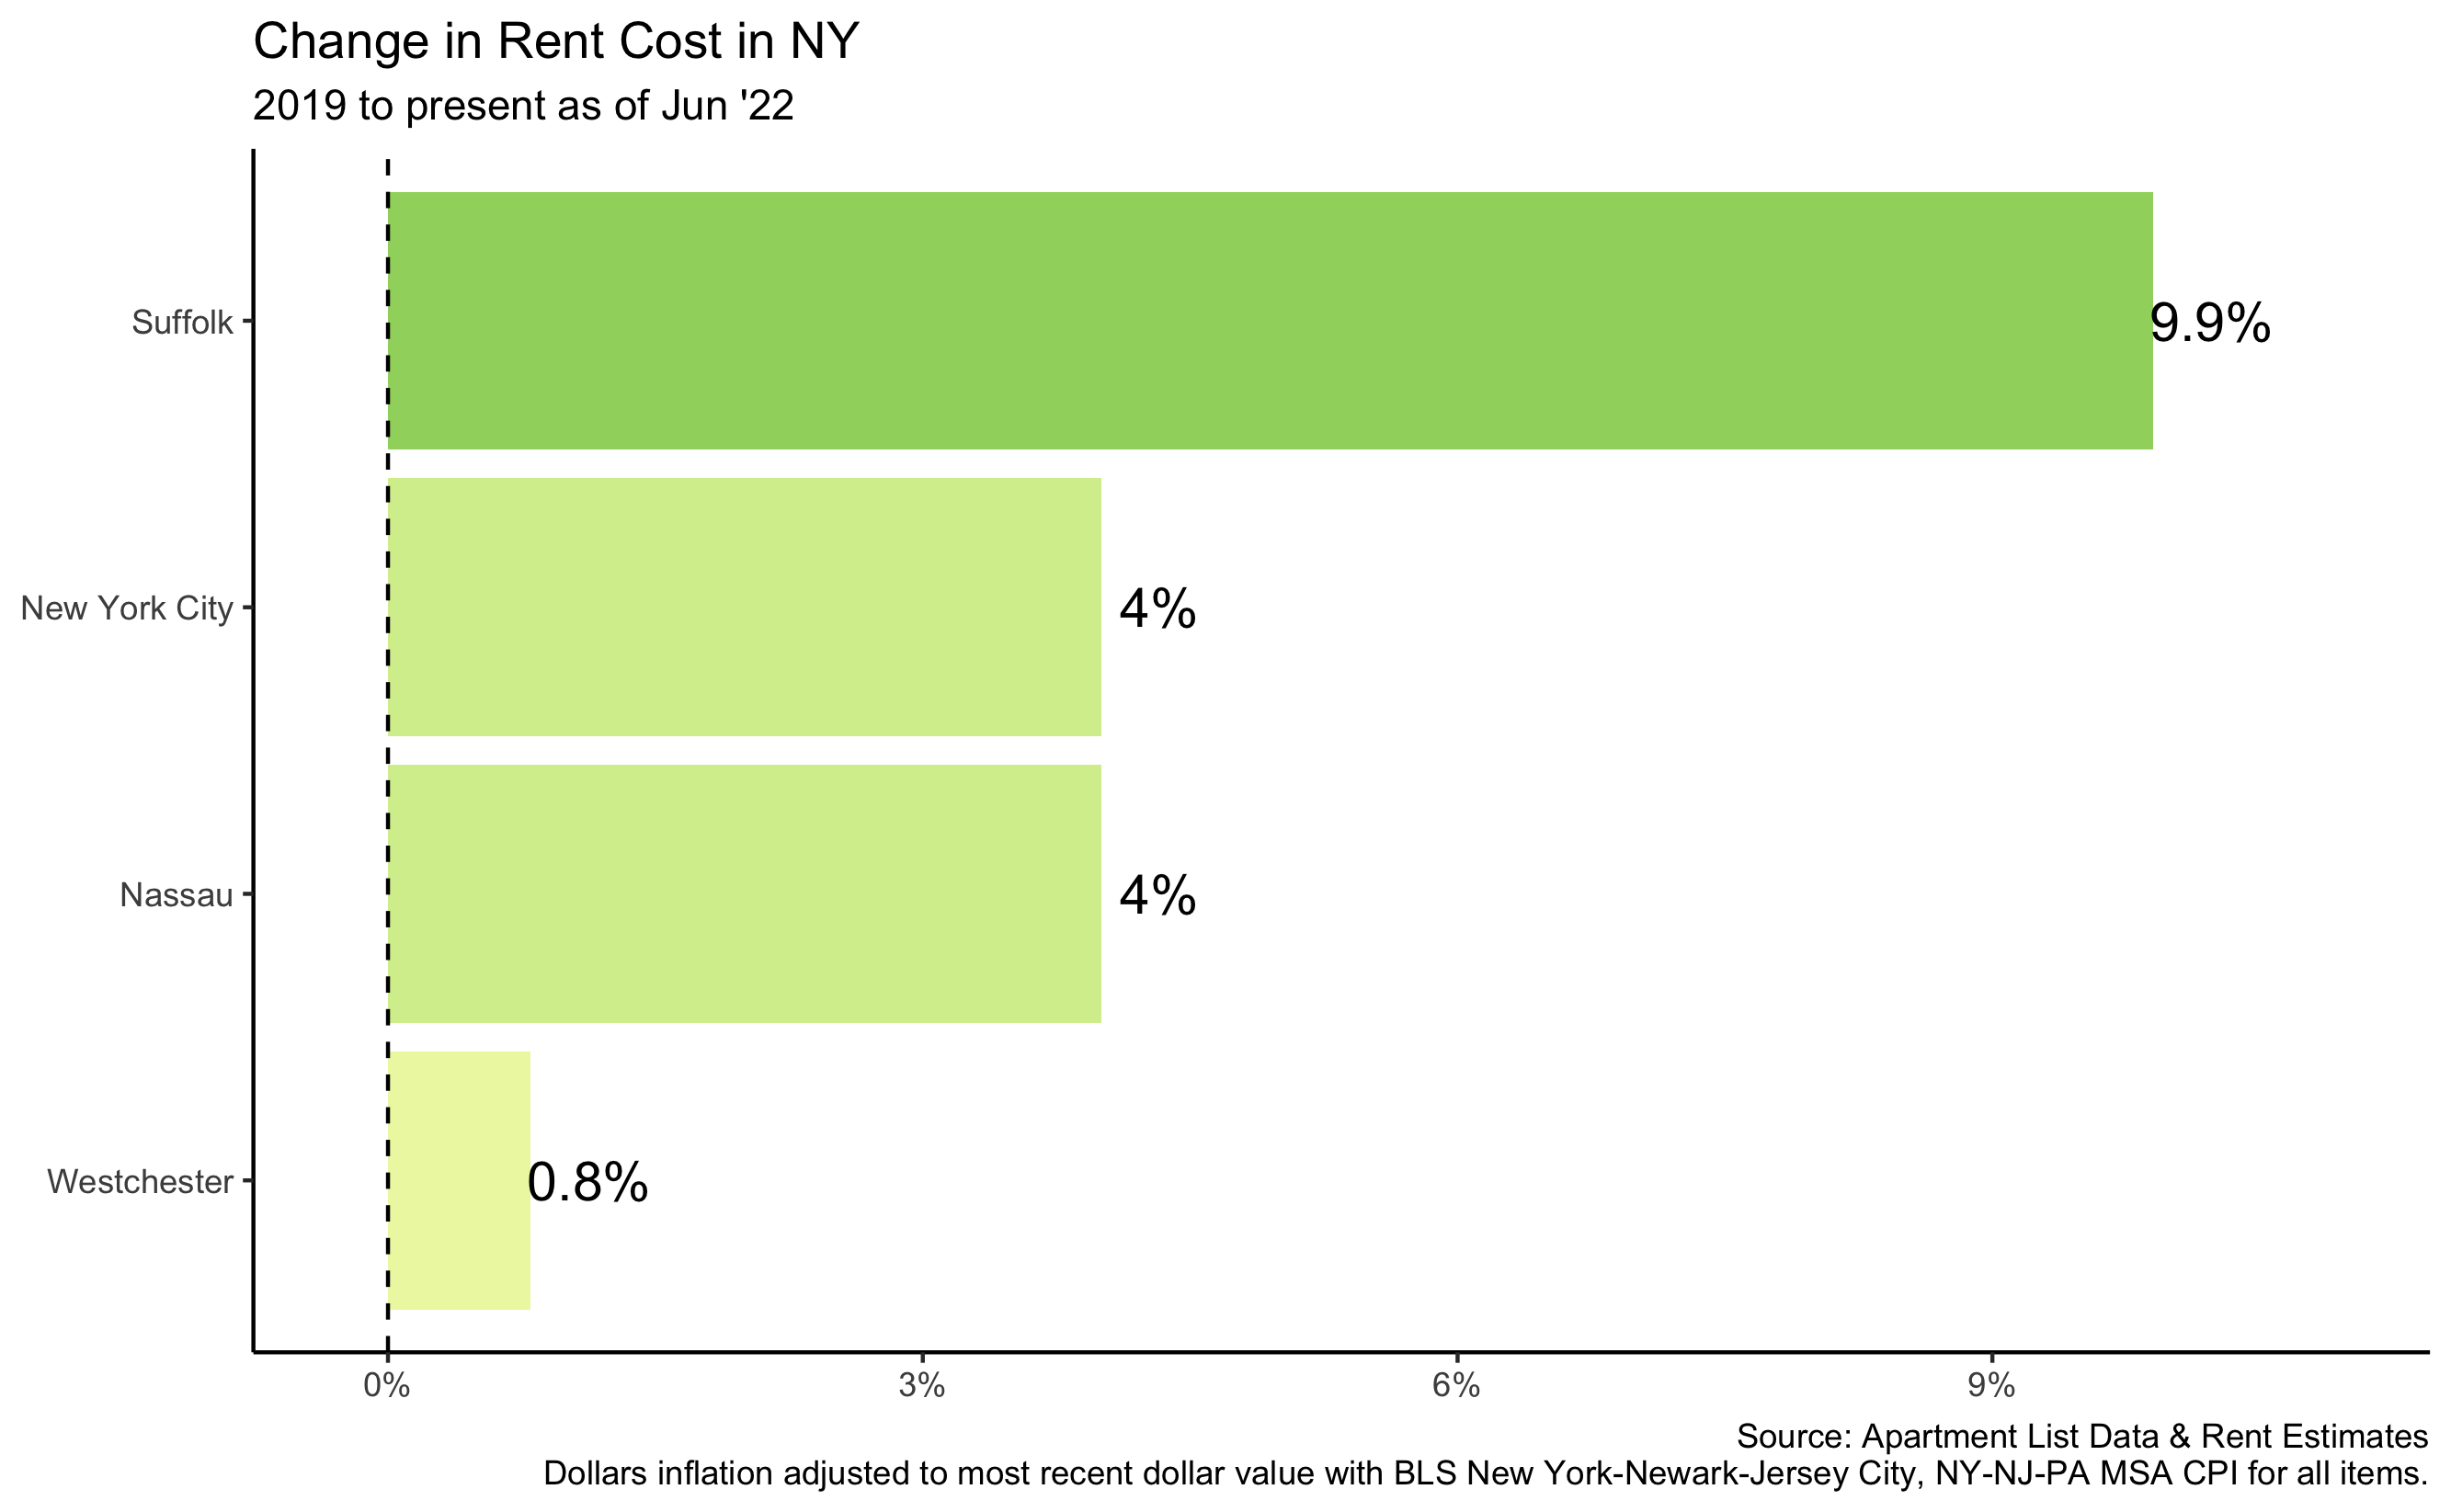 Change in Rent Cost in NY
2019 to present as of Jun '22
Suffolk
9.9%
New York City
4%
Nassau
4%
Westchester
0.8%
0%
3%
6%
9%
Source: Apartment List Data & Rent Estimates
Dollars inflation adjusted to most recent dollar value with BLS New York-Newark-Jersey City, NY-NJ-PA MSA CPI for all items.